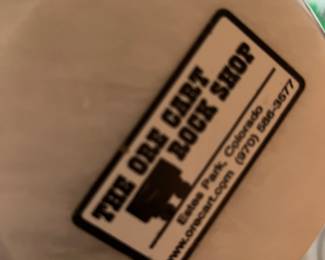 THE ORE CART
ROCK SHOP
Estes Park, Colorado
www.orecart.com (970) 586-3577